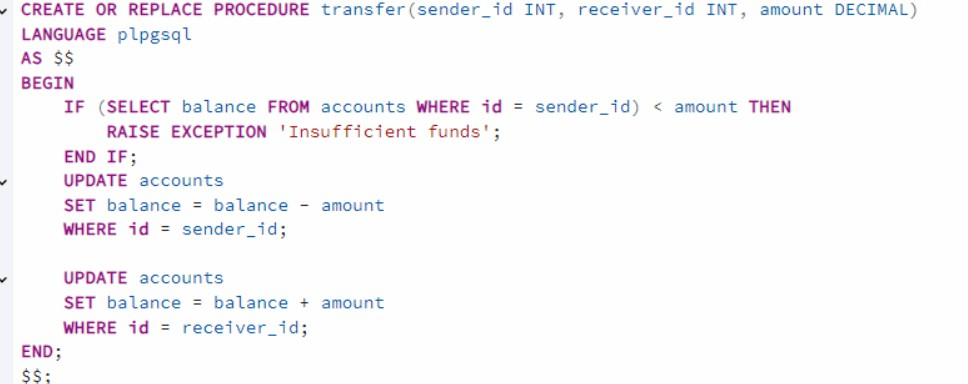 CREATE OR REPLACE PROCEDURE transfer(sender_id INT, receiver_id INT, amount DECIMAL)
LANGUAGE plpgsql
AS $$
BEGIN
    IF (SELECT balance FROM accounts WHERE id = sender_id) < amount THEN
        RAISE EXCEPTION 'Insufficient funds';
    END IF;
    UPDATE accounts
    SET balance = balance - amount
    WHERE id = sender_id;

    UPDATE accounts
    SET balance = balance + amount
    WHERE id = receiver_id;
END;
$$;